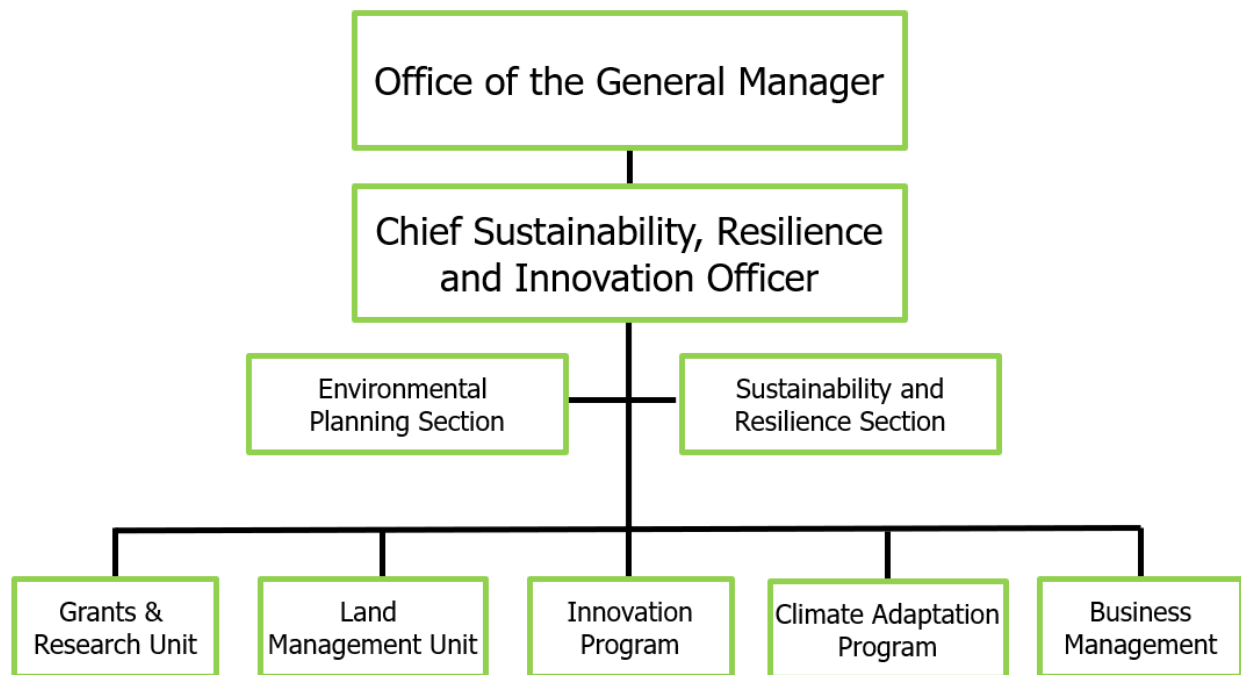 Office of the General Manager
Chief Sustainability, Resilience
and Innovation Officer
Environmental
Planning Section
Sustainability and
Resilience Section
Grants &
Research Unit
Land
Management Unit
Innovation
Program
Climate Adaptation
Program
Business
Management